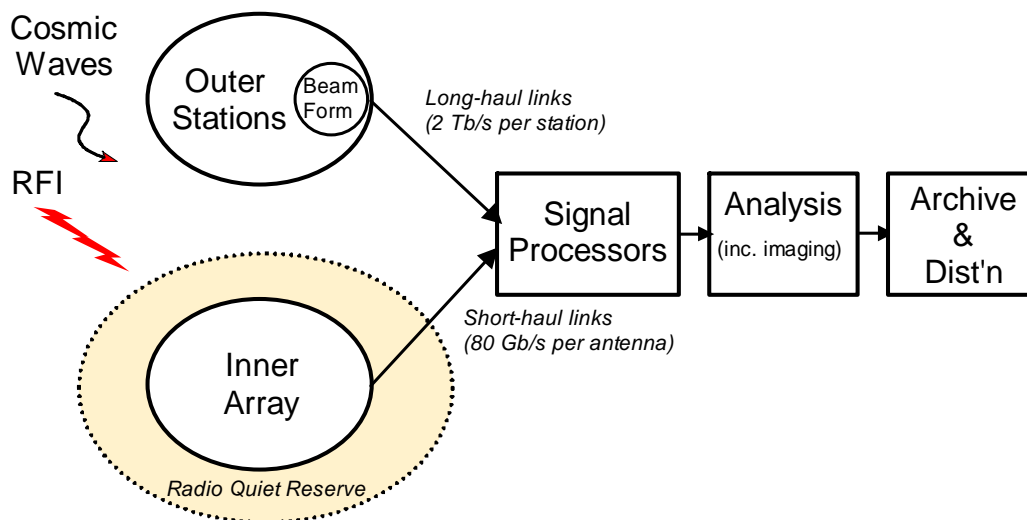 Cosmic
Waves
RFI
Outer
Stations
Beam
Form
Long-haul links
(2 Tb/s per station)
Signal
Processors
Analysis
(inc. imaging)
Archive
&
Dist'n
Short-haul links
(80 Gb/s per antenna)
Inner
Array
Radio Quiet Reserve